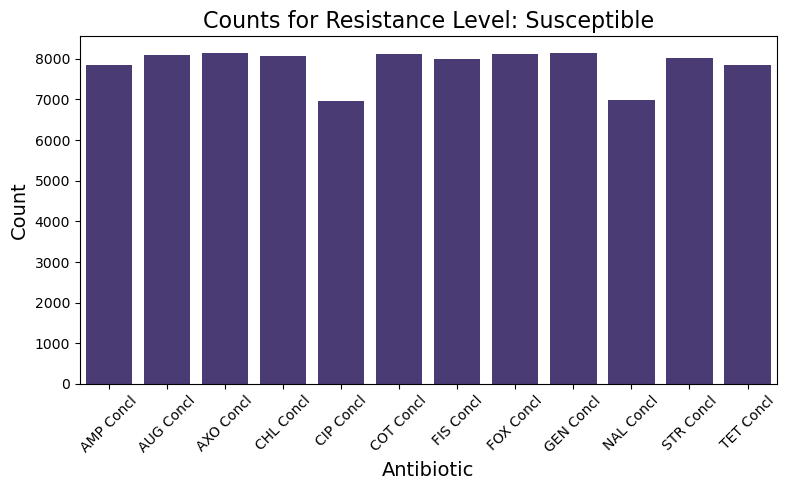 Counts for Resistance Level: Susceptible
Count
8000
7000
6000
5000
4000
3000
2000
1000
0
AMP Concl
AUG Concl
AXO Concl
CHL Concl
CIP Concl
COT Concl
FIS Concl
FOX Concl
GEN Concl
NAL Concl
STR Concl
TET Concl
Antibiotic